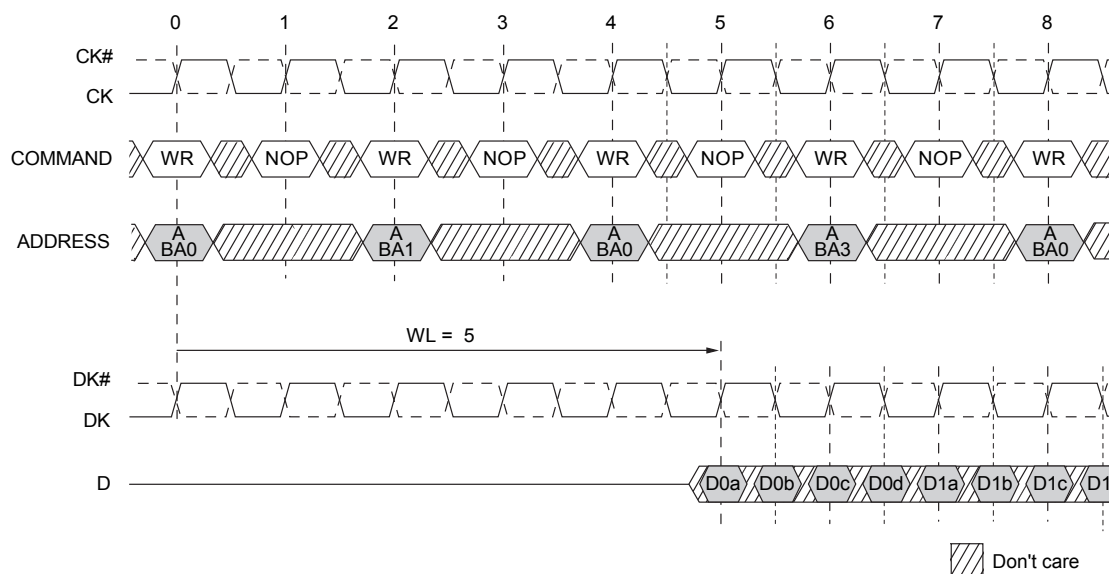 0 1 2 3 4 5 6 7 8
CK#
CK
COMMAND WR NOP WR NOP WR NOP WR NOP WR
ADDRESS A BA0 A BA1 A BA0 A BA3 A BA0
WL = 5
DK#
DK
D D0a D0b D0c D0d D1a D1b D1c D1
Don't care